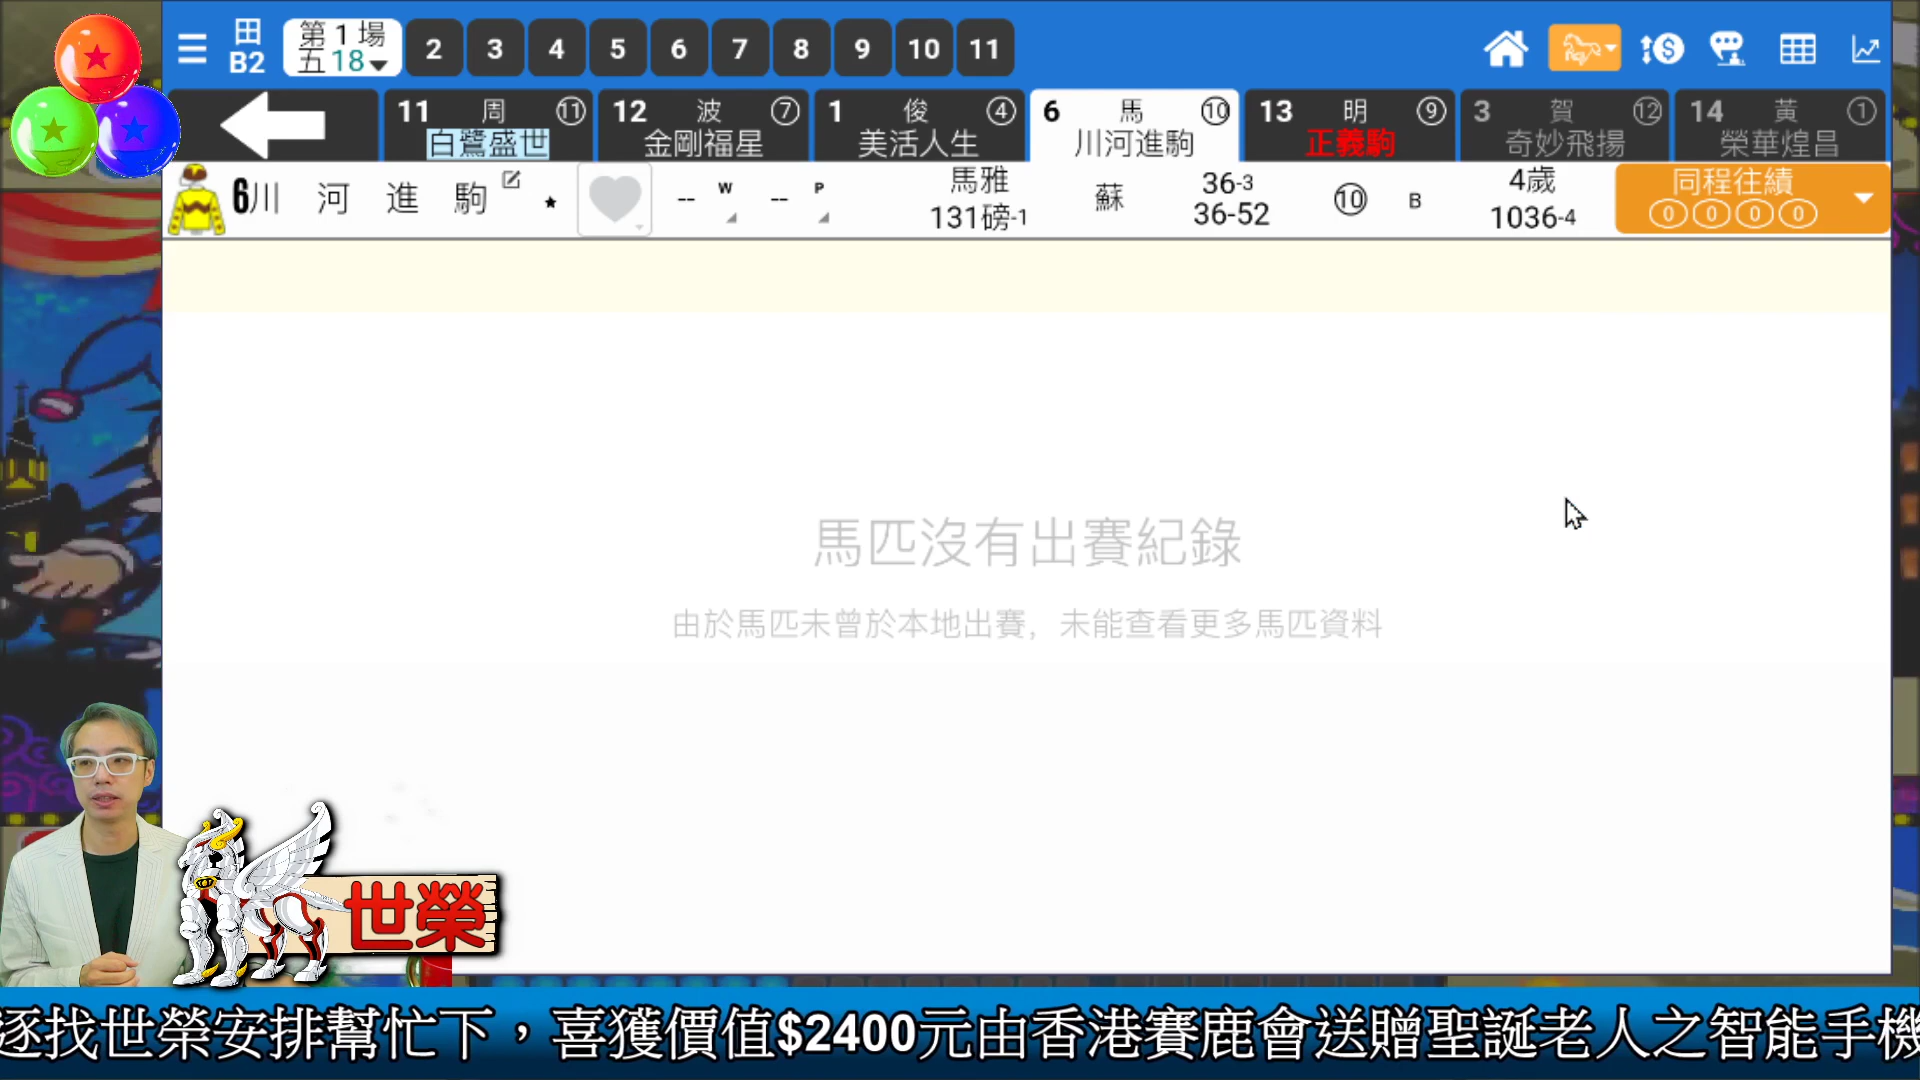 田
B2
第 1 場
五 18
2 3 4 5 6 7 8 9 10 11
11 周 ⑪
白鷺盛世
12 波 ⑦
金剛福星
1 俊 ④
美活人生
6 馬 ⑩
川河進駒
13 明 ⑨
正義駒
3 賀 ⑫
奇妙飛揚
14 黃 ①
榮華煌昌
6川河進駒
-- W -- P
馬雅
131磅-1
蘇
36-3
36-52
⑩
B
4歲
1036-4
同程往績
0 0 0 0
馬匹沒有出賽紀錄
由於馬匹未曾於本地出賽，未能查看更多馬匹資料
世榮
逐找世榮安排幫忙下，喜獲價值$2400元由香港賽鹿會送贈聖誕老人之智能手機